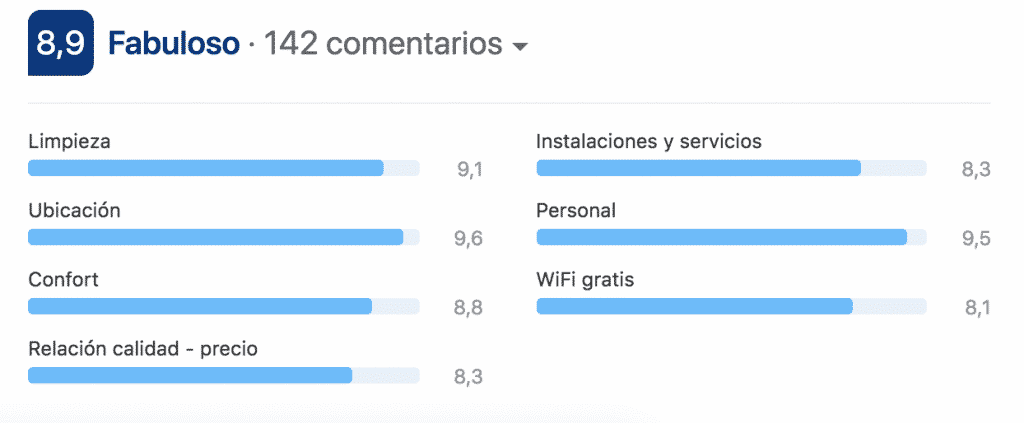 8,9 Fabuloso · 142 comentarios
Limpieza
9,1
Instalaciones y servicios
8,3
Ubicación
9,6
Personal
9,5
Confort
8,8
WiFi gratis
8,1
Relación calidad - precio
8,3